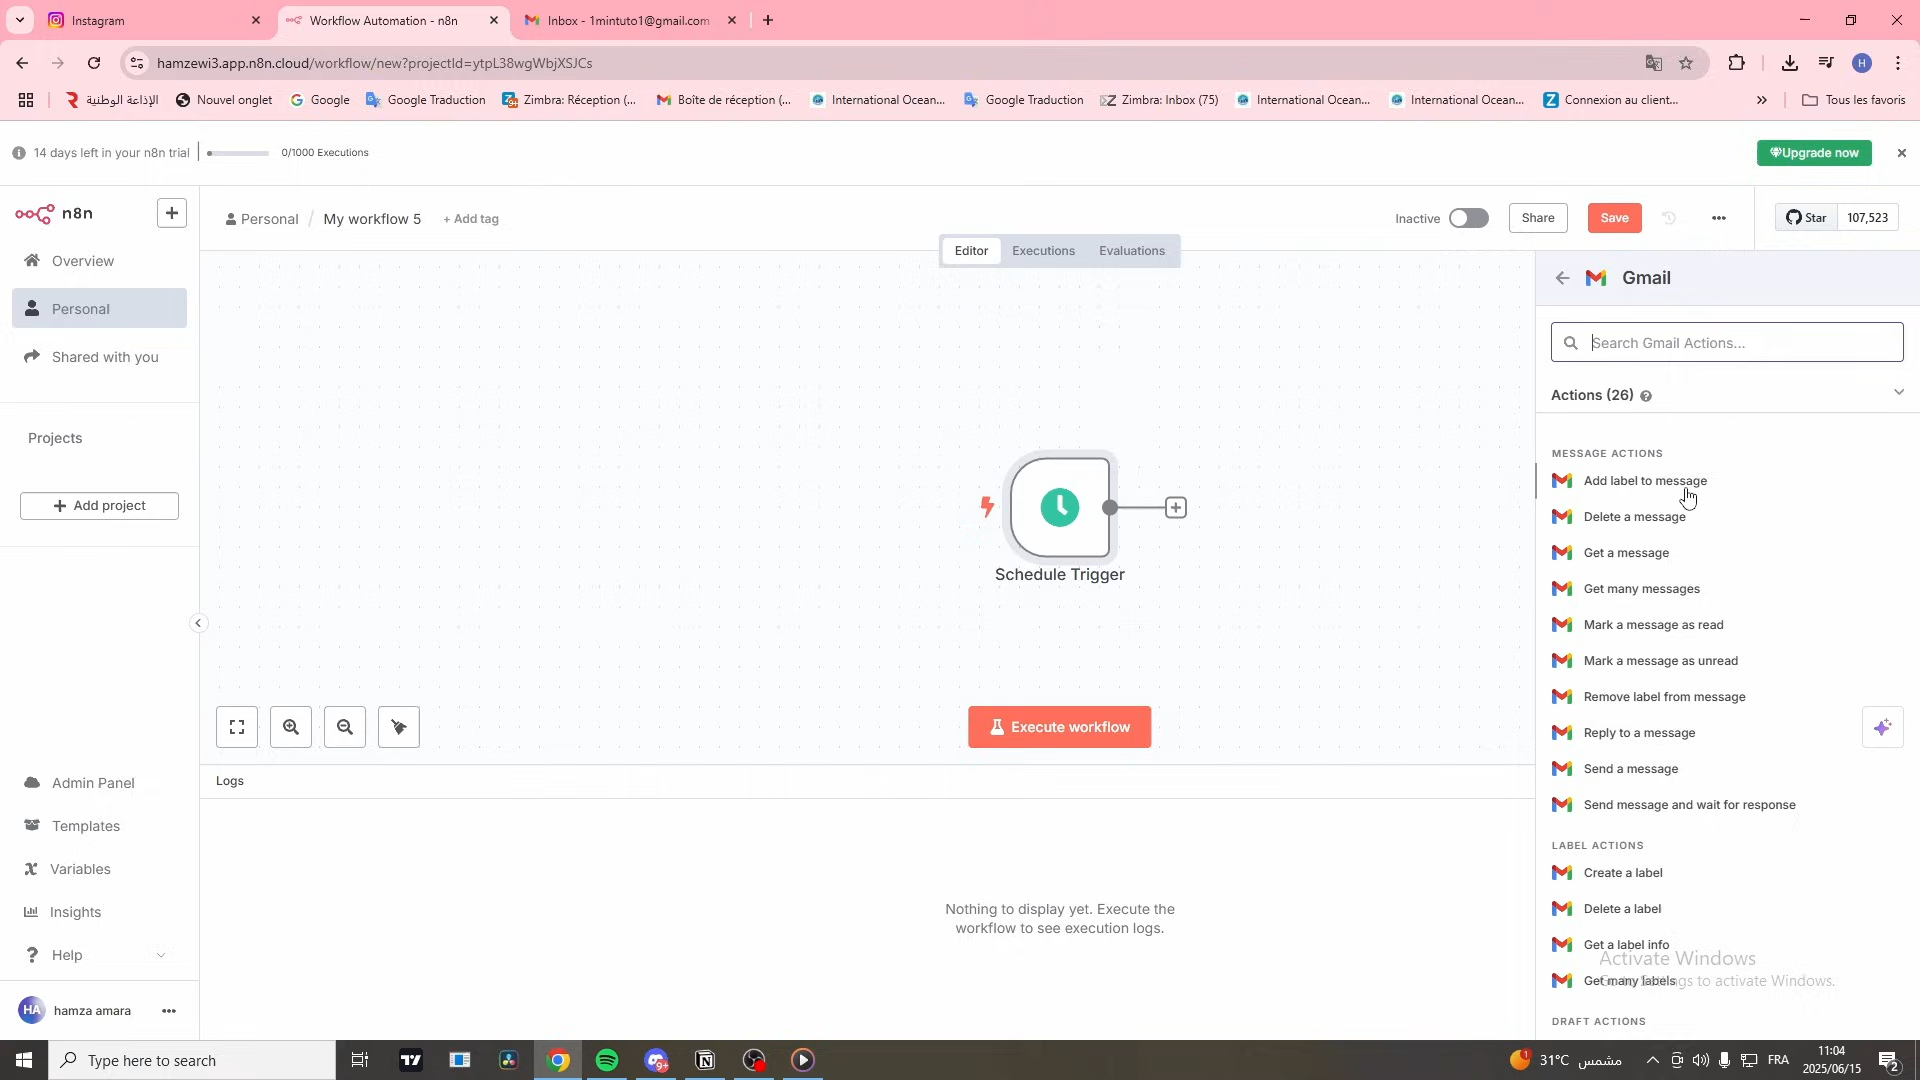 Instagram
Workflow Automation - n8n
Inbox - 1mintuto1@gmail.com
hamzewi3.app.n8n.cloud/workflow/new?projectId=ytpL38wgWbjXSJCs
H
الإذاعة الوطنية
Nouvel onglet
Google
Google Traduction
Zimbra: Réception (...
Boîte de réception (...
International Ocean...
Google Traduction
Zimbra: Inbox (75)
International Ocean...
International Ocean...
Connexion au client...
Tous les favoris
14 days left in your n8n trial
0/1000 Executions
Upgrade now
n8n
Personal / My workflow 5 + Add tag
Inactive
Share
Save
Star 107,523
Overview
Personal
Shared with you
Projects
+ Add project
Admin Panel
Templates
Variables
Insights
Help
HA hamza amara
Editor Executions Evaluations
Schedule Trigger
Execute workflow
Logs
Nothing to display yet. Execute the
workflow to see execution logs.
Gmail
Search Gmail Actions...
Actions (26)
MESSAGE ACTIONS
Add label to message
Delete a message
Get a message
Get many messages
Mark a message as read
Mark a message as unread
Remove label from message
Reply to a message
Send a message
Send message and wait for response
LABEL ACTIONS
Create a label
Delete a label
Get a label info
Get many labels
DRAFT ACTIONS
Activate Windows
Go to Settings to activate Windows.
Type here to search
9+
1
31°C مشمس
FRA
11:04
2025/06/15
2